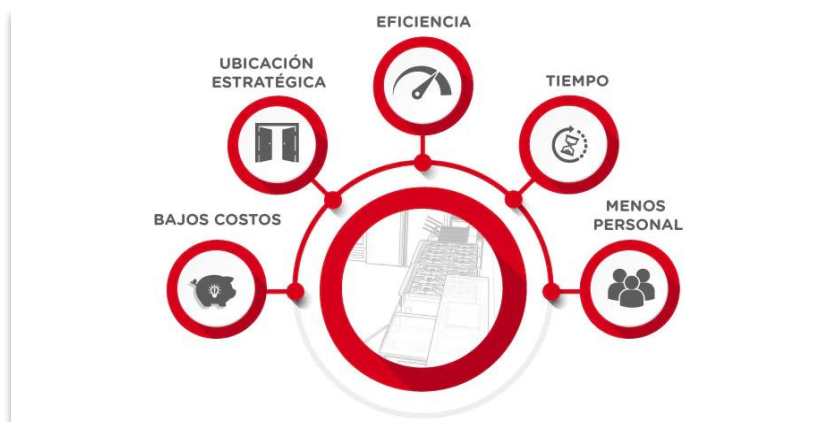 EFICIENCIA
UBICACIÓN
ESTRATÉGICA
TIEMPO
BAJOS COSTOS
MENOS
PERSONAL